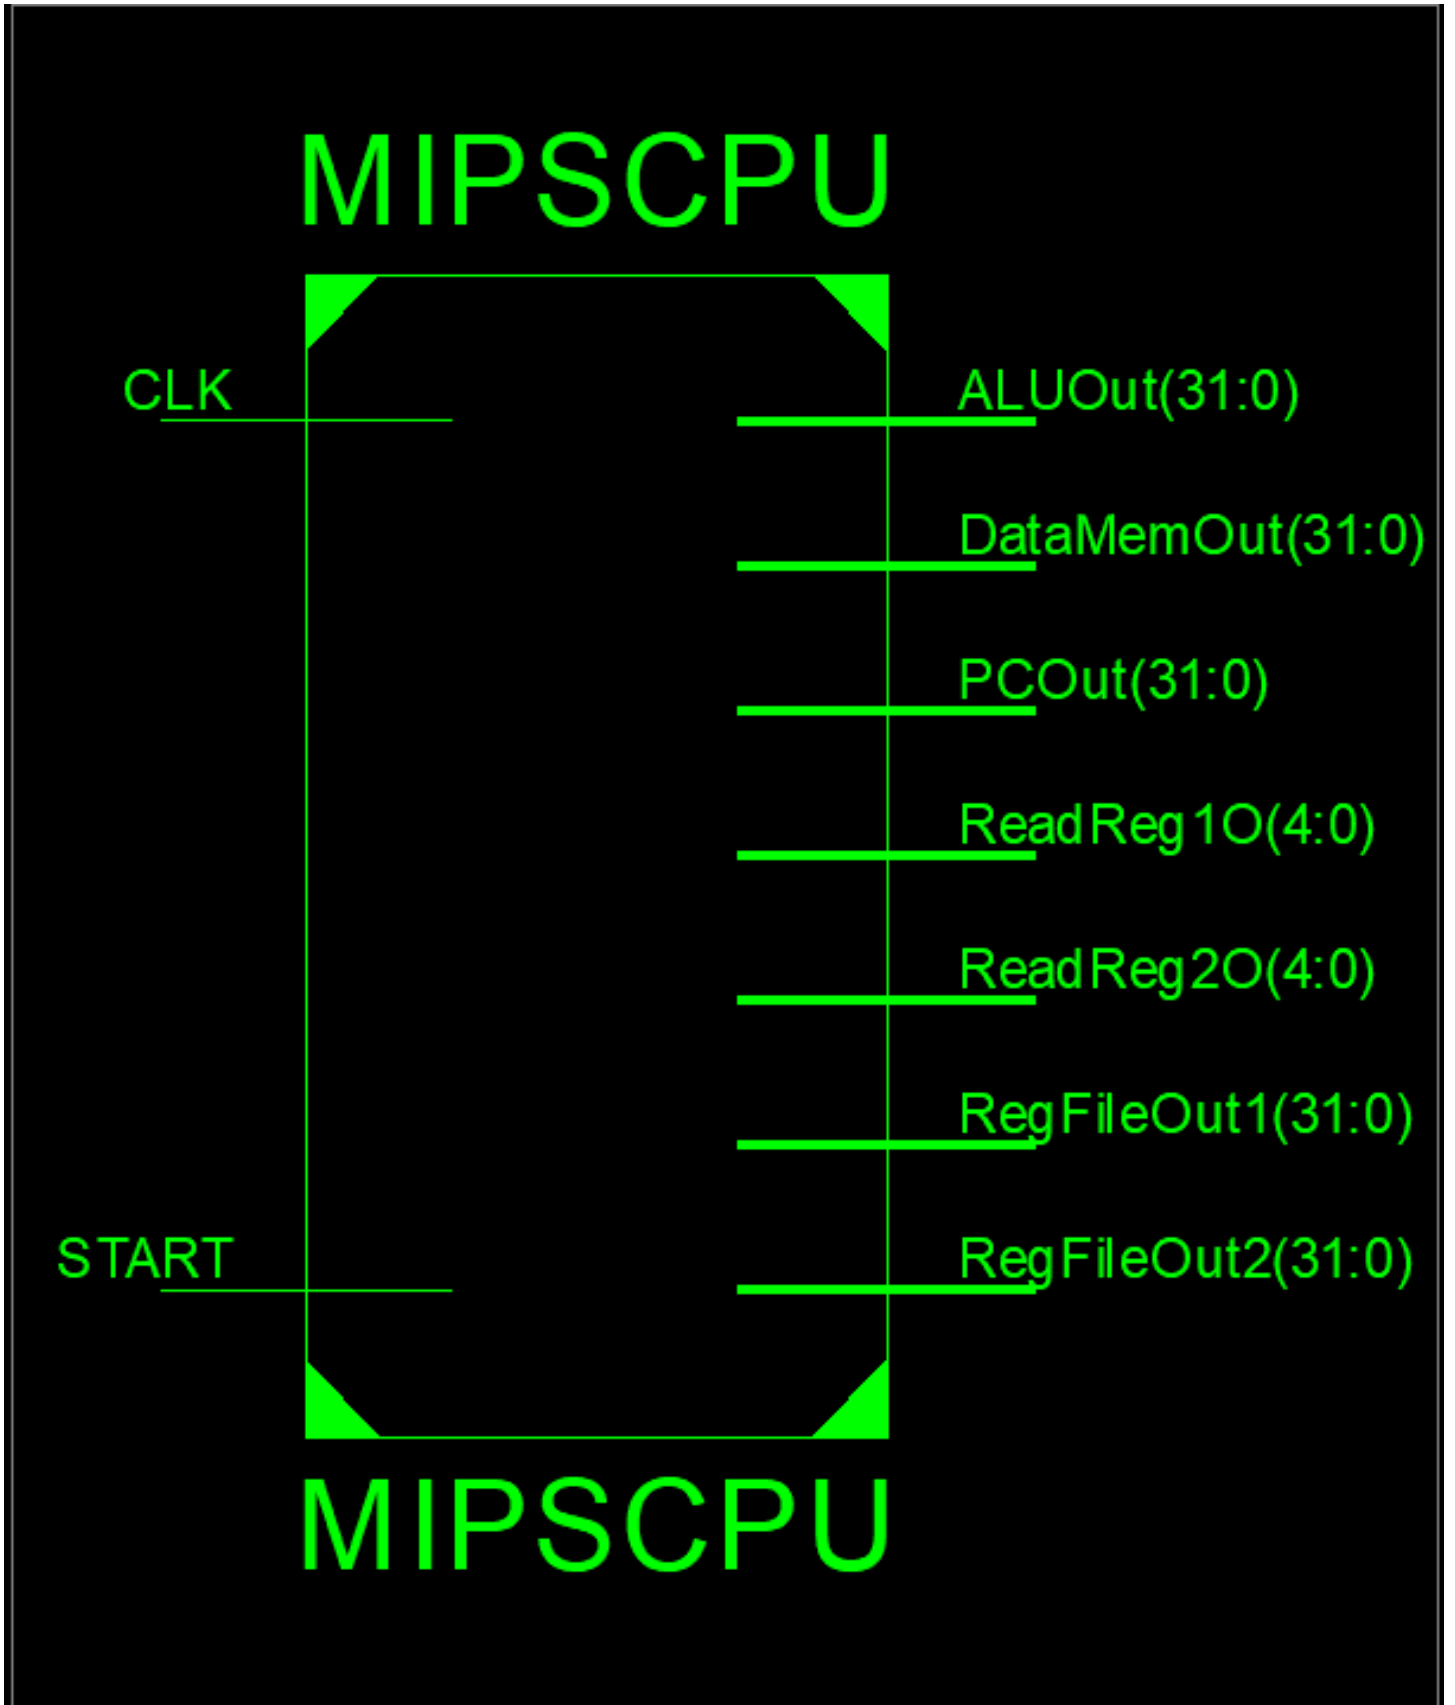 MIPSCPU
CLK
ALUOut(31:0)
DataMemOut(31:0)
PCOut(31:0)
ReadReg1O(4:0)
ReadReg2O(4:0)
RegFileOut1(31:0)
START
RegFileOut2(31:0)
MIPSCPU